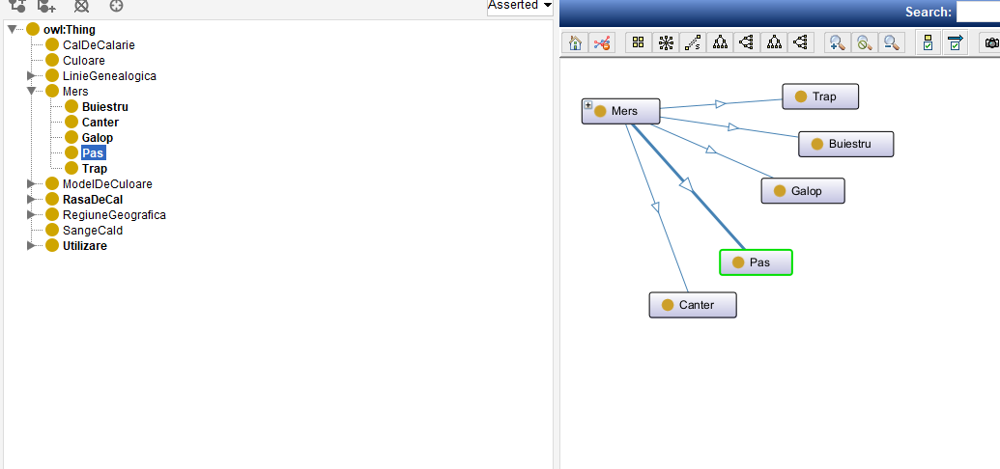 Asserted
owl:Thing
CalDeCalarie
Culoare
LinieGenealogica
Mers
Buiestru
Canter
Galop
Pas
Trap
ModelDeCuloare
RasaDeCal
RegiuneGeografica
SangeCald
Utilizare
Search:
Mers
Trap
Buiestru
Galop
Pas
Canter